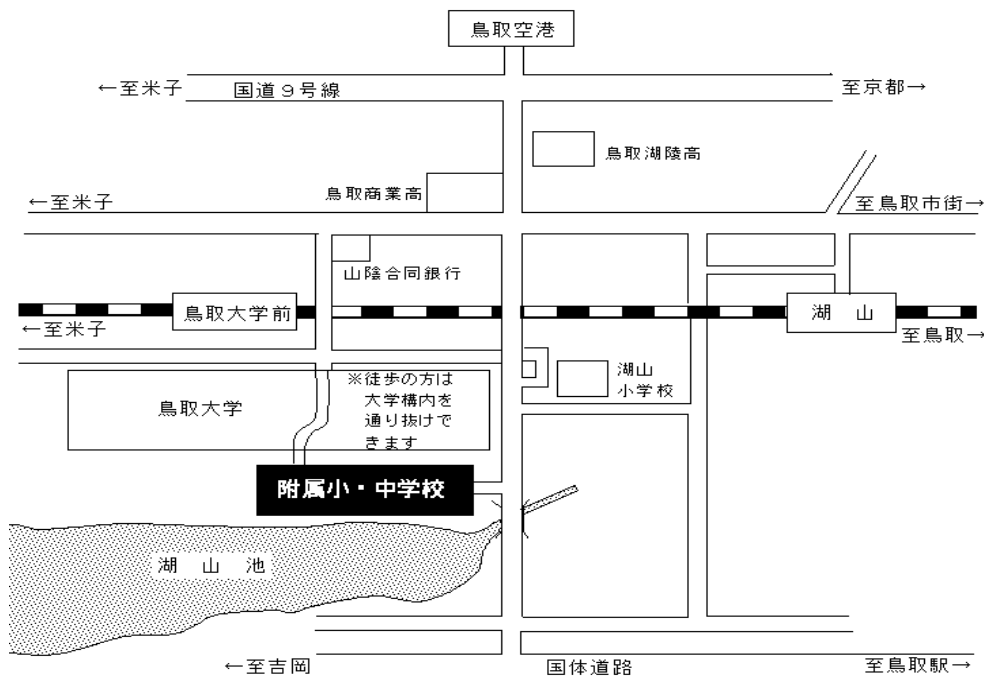 鳥取空港
←至米子
国道9号線
至京都→
鳥取湖陵高
鳥取商業高
←至米子
至鳥取市街→
山陰合同銀行
鳥取大学前
湖 山
←至米子
至鳥取→
湖山
小学校
鳥取大学
※徒歩の方は
大学構内を
通り抜けで
きます
附属小・中学校
湖 山 池
←至吉岡
国体道路
至鳥取駅→